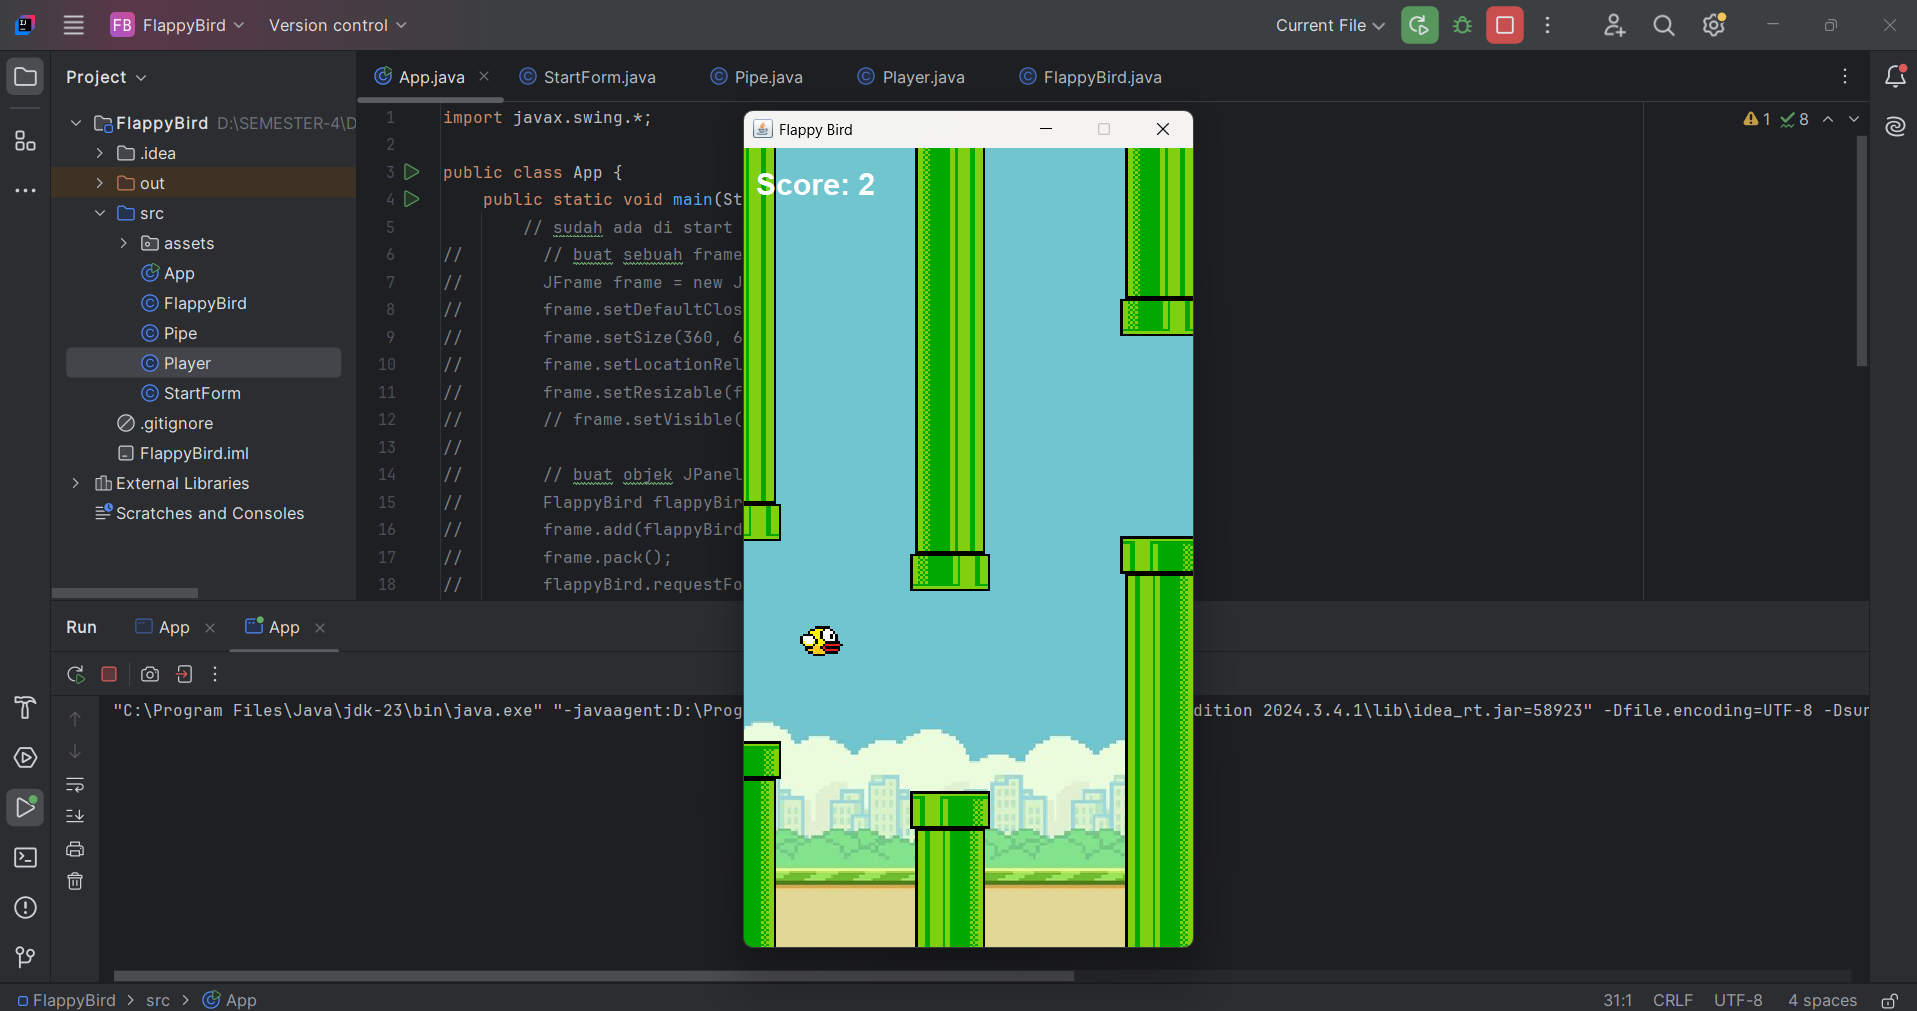 FB FlappyBird Version control Current File
Project
App.java StartForm.java Pipe.java Player.java FlappyBird.java
FlappyBird D:\SEMESTER-4\D
.idea
out
src
assets
App
FlappyBird
Pipe
Player
StartForm
.gitignore
FlappyBird.iml
External Libraries
Scratches and Consoles
1 import javax.swing.*;
2
3 public class App {
4 public static void main(St
5 // sudah ada di start
6 // // buat sebuah frame
7 // JFrame frame = new J
8 // frame.setDefaultClos
9 // frame.setSize(360, 6
10 // frame.setLocationRel
11 // frame.setResizable(f
12 // // frame.setVisible(
13 //
14 // // buat objek JPanel
15 // FlappyBird flappyBir
16 // frame.add(flappyBird
17 // frame.pack();
18 // flappyBird.requestFo
1 8
Flappy Bird
Score: 2
Run App App
"C:\Program Files\Java\jdk-23\bin\java.exe" "-javaagent:D:\Prog
dition 2024.3.4.1\lib\idea_rt.jar=58923" -Dfile.encoding=UTF-8 -Dsur
FlappyBird > src > App
31:1 CRLF UTF-8 4 spaces